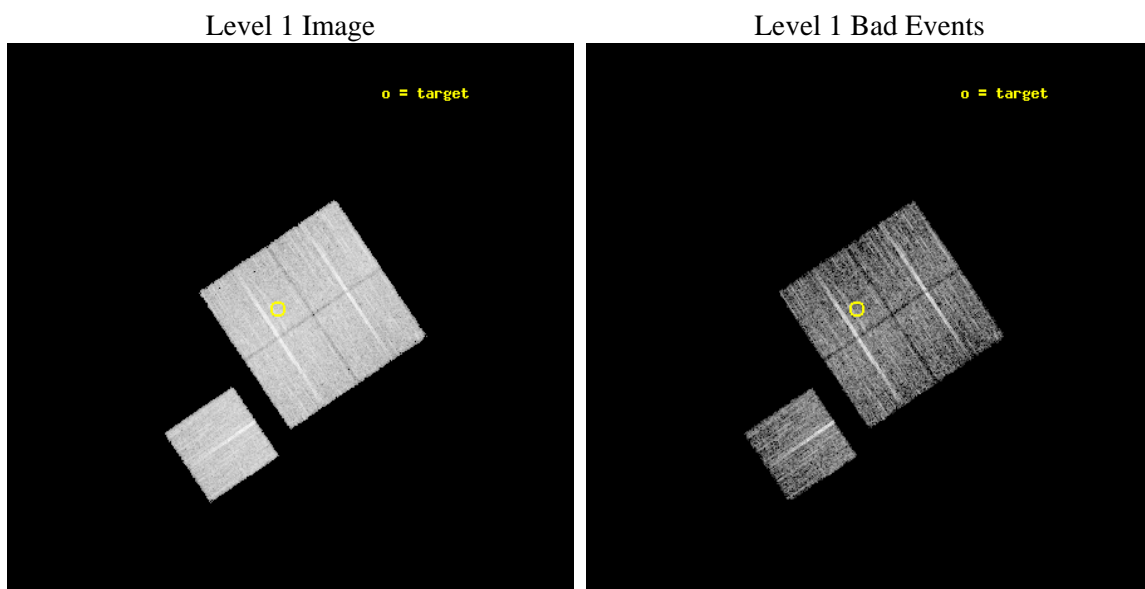 Level 1 Image
Level 1 Bad Events
o = target
o = target